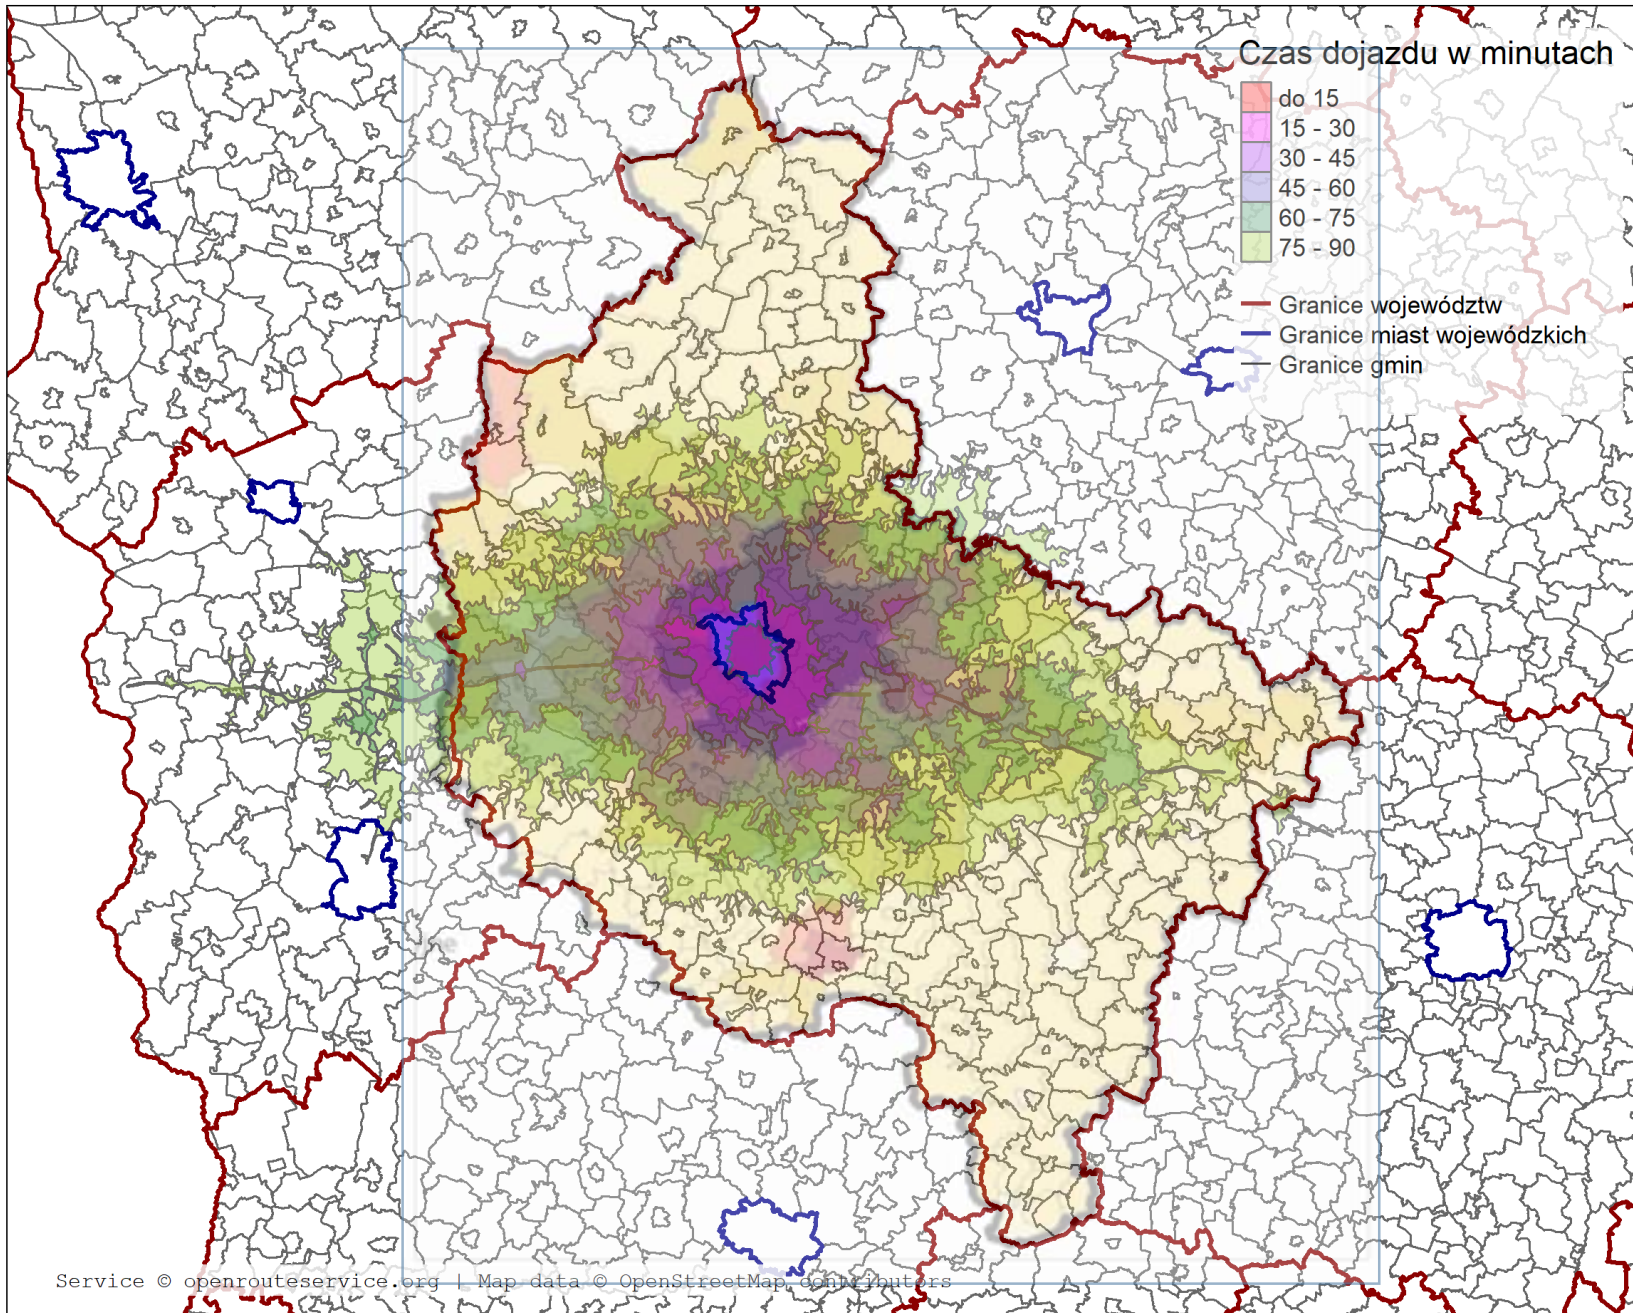 Czas dojazdu w minutach
do 15
15 - 30
30 - 45
45 - 60
60 - 75
75 - 90
Granice województw
Granice miast wojewódzkich
Granice gmin
Service © openrouteservice.org | Map data © OpenStreetMap contributors